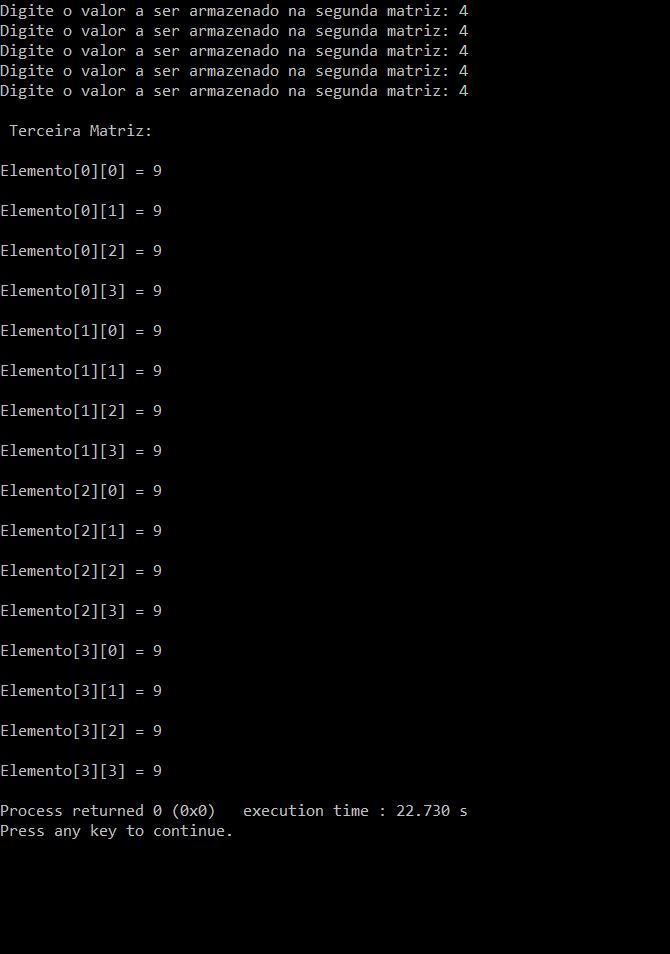 Digite o valor a ser armazenado na segunda matriz: 4
Digite o valor a ser armazenado na segunda matriz: 4
Digite o valor a ser armazenado na segunda matriz: 4
Digite o valor a ser armazenado na segunda matriz: 4
Digite o valor a ser armazenado na segunda matriz: 4
Terceira Matriz:
Elemento[0][0] = 9
Elemento[0][1] = 9
Elemento[0][2] = 9
Elemento[0][3] = 9
Elemento[1][0] = 9
Elemento[1][1] = 9
Elemento[1][2] = 9
Elemento[1][3] = 9
Elemento[2][0] = 9
Elemento[2][1] = 9
Elemento[2][2] = 9
Elemento[2][3] = 9
Elemento[3][0] = 9
Elemento[3][1] = 9
Elemento[3][2] = 9
Elemento[3][3] = 9
Process returned 0 (0x0)   execution time : 22.730 s
Press any key to continue.